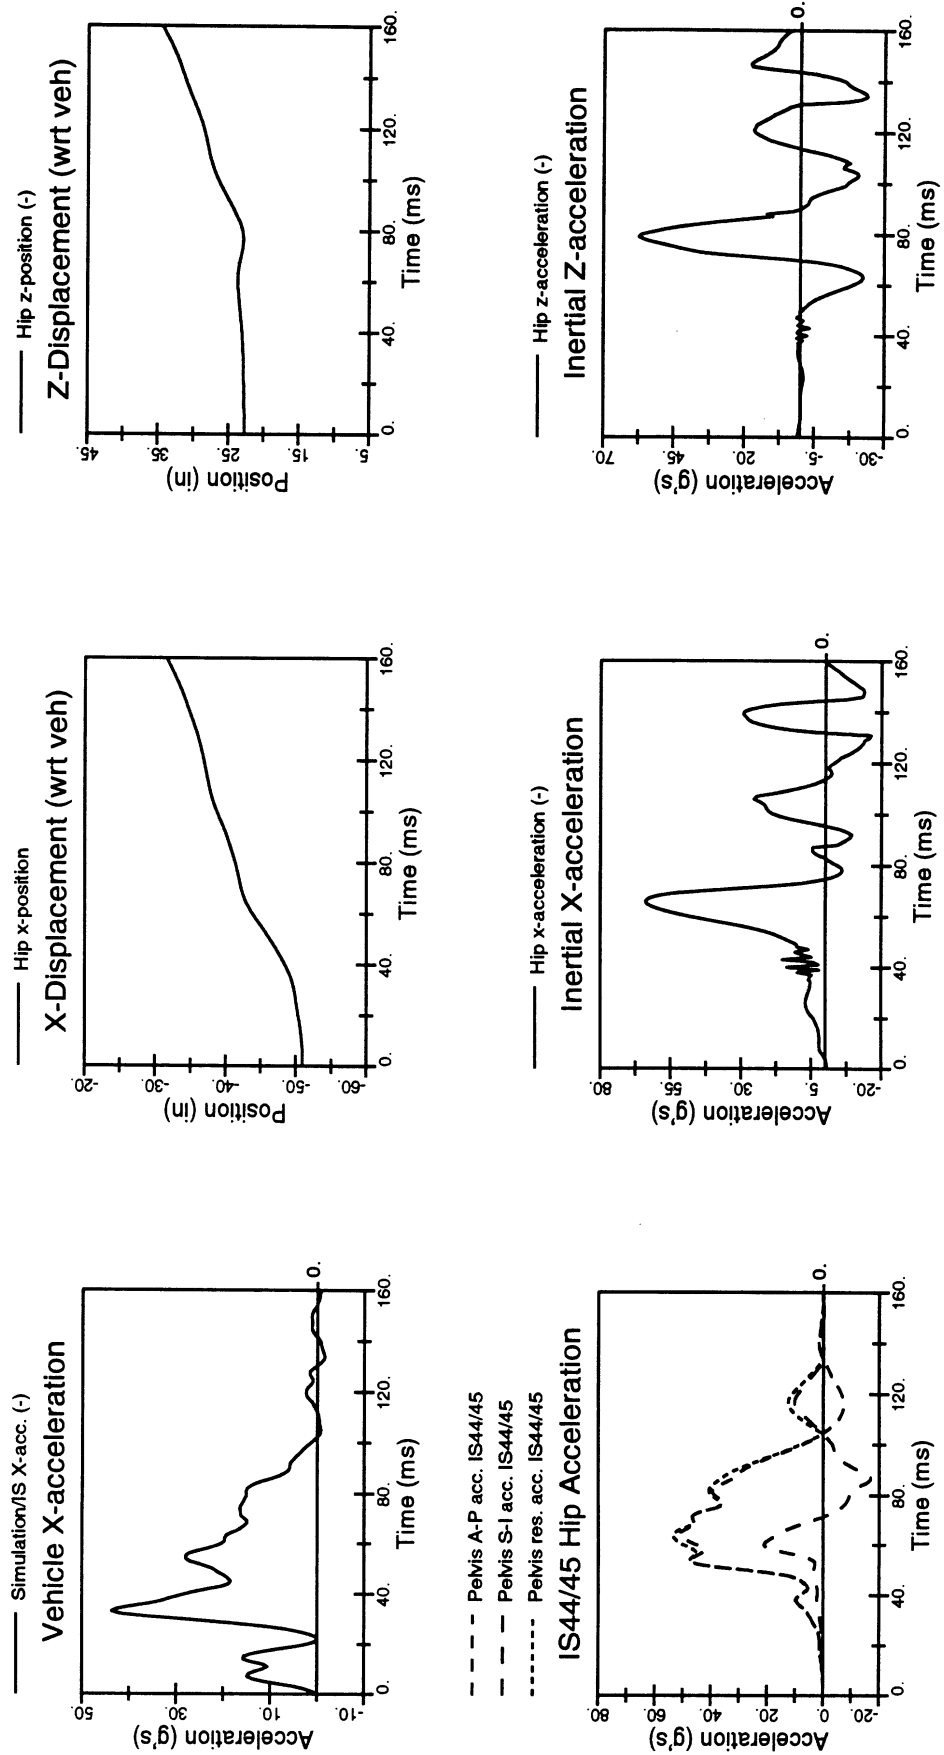 Simulation/IS X-acc. (-)
Vehicle X-acceleration
Acceleration (g's)
50.
30.
10.
-10.
0.
0.
40.
80.
120.
160.
Time (ms)
Hip x-position
X-Displacement (wrt veh)
Position (in)
-20.
-30.
-40.
-50.
-60.
0.
40.
80.
120.
160.
Time (ms)
Hip z-position (-)
Z-Displacement (wrt veh)
Position (in)
45.
35.
25.
15.
5.
0.
40.
80.
120.
160.
Time (ms)
Pelvis A-P acc. IS44/45
Pelvis S-I acc. IS44/45
Pelvis res. acc. IS44/45
IS44/45 Hip Acceleration
Acceleration (g's)
80.
60.
40.
20.
0.
-20.
0.
0.
40.
80.
120.
160.
Time (ms)
Hip x-acceleration (-)
Inertial X-acceleration
Acceleration (g's)
80.
55.
30.
5.
-20.
0.
0.
40.
80.
120.
160.
Time (ms)
Hip z-acceleration (-)
Inertial Z-acceleration
Acceleration (g's)
70.
45.
20.
-5.
-30.
0.
0.
40.
80.
120.
160.
Time (ms)